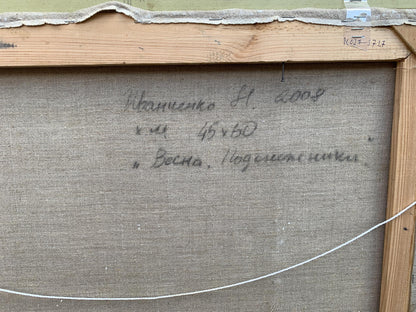 Иванченко Н. 2008
х м 45х60
„Весна. Подснежники."